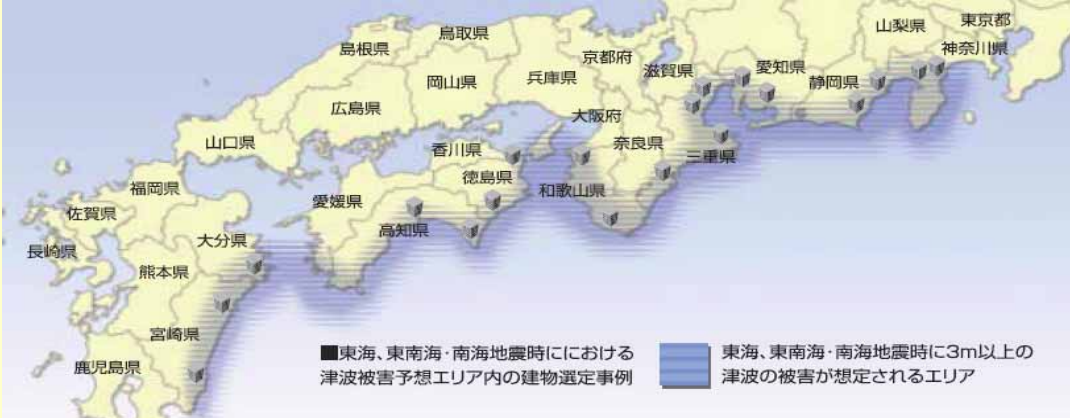 山梨県
東京都
神奈川県
鳥取県
島根県
京都府
滋賀県
愛知県
静岡県
岡山県
兵庫県
広島県
大阪府
山口県
香川県
奈良県
三重県
福岡県
徳島県
和歌山県
愛媛県
佐賀県
高知県
大分県
長崎県
熊本県
宮崎県
鹿児島県
■東海、東南海・南海地震時ににおける
津波被害予想エリア内の建物選定事例
東海、東南海・南海地震時に3m以上の
津波の被害が想定されるエリア